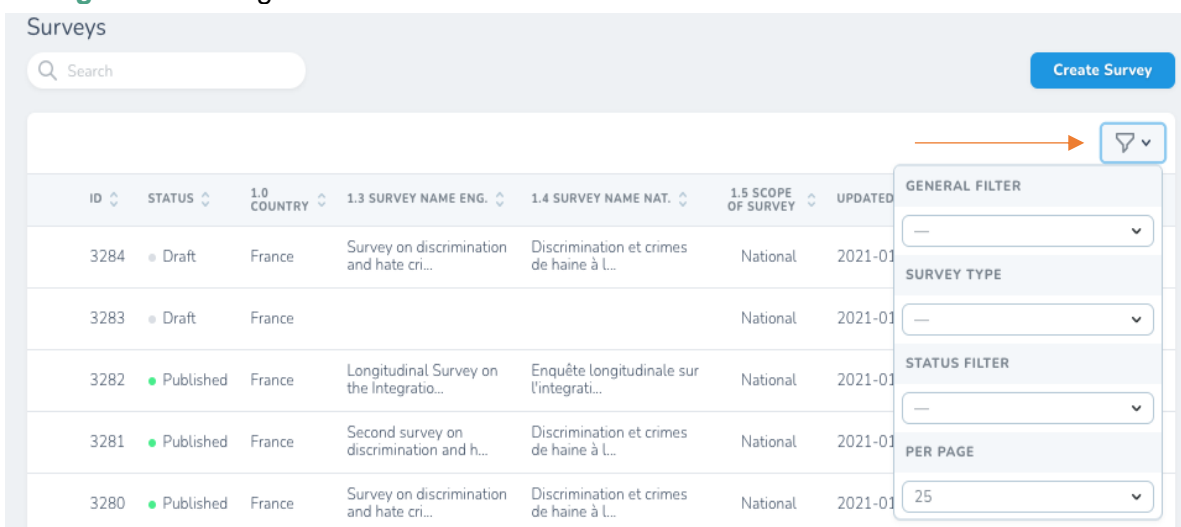 Surveys
Search
Create Survey
ID STATUS 1.0 COUNTRY 1.3 SURVEY NAME ENG. 1.4 SURVEY NAME NAT. 1.5 SCOPE OF SURVEY UPDATED
3284 Draft France Survey on discrimination and hate cri... Discrimination et crimes de haine à l... National 2021-01
3283 Draft France National 2021-01
3282 Published France Longitudinal Survey on the Integratio... Enquête longitudinale sur l'integrati... National 2021-01
3281 Published France Second survey on discrimination and h... Discrimination et crimes de haine à l... National 2021-01
3280 Published France Survey on discrimination and hate cri... Discrimination et crimes de haine à l... National 2021-01
GENERAL FILTER
—
SURVEY TYPE
—
STATUS FILTER
—
PER PAGE
25